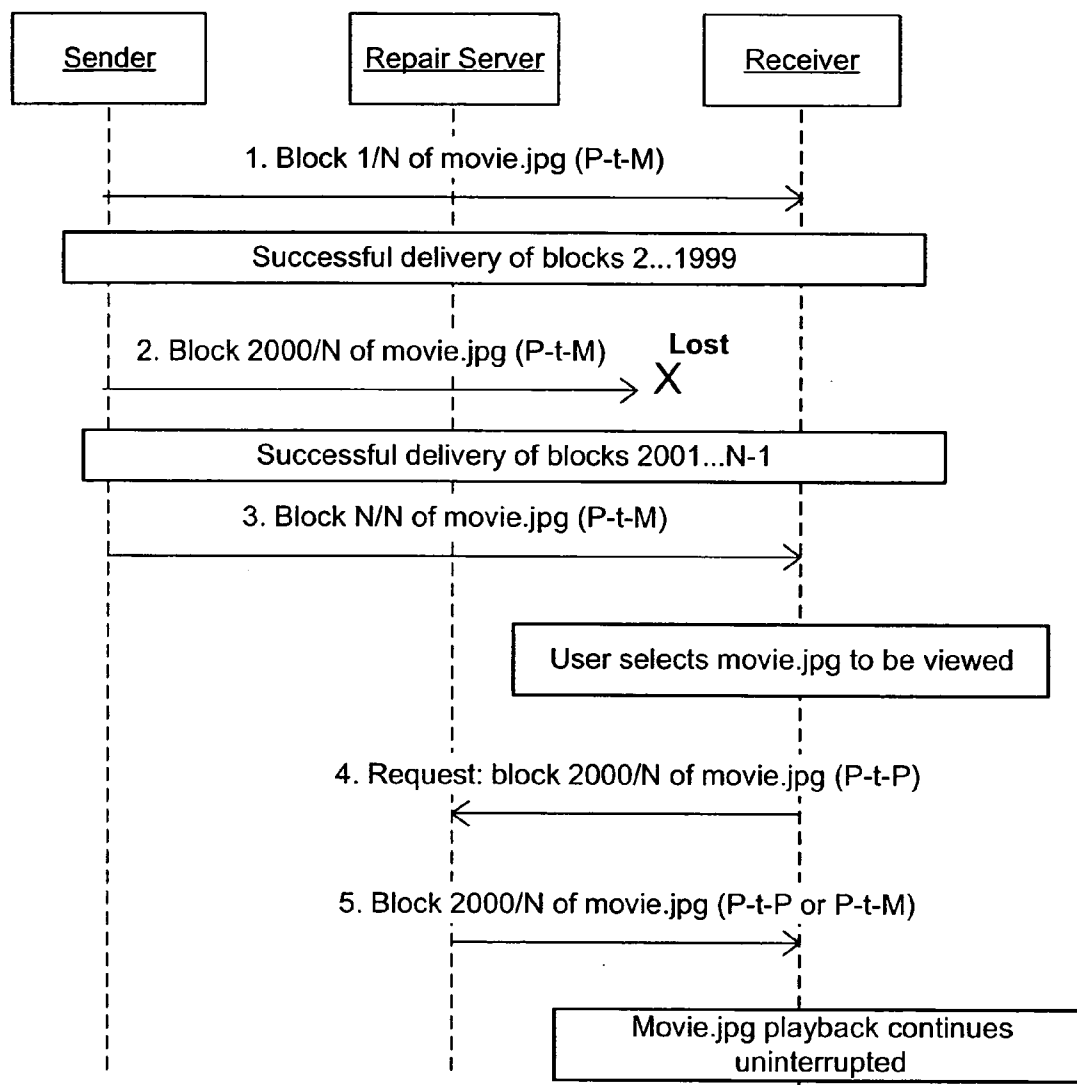 Sender
Repair Server
Receiver
1. Block 1/N of movie.jpg (P-t-M)
Successful delivery of blocks 2...1999
2. Block 2000/N of movie.jpg (P-t-M)
Lost
X
Successful delivery of blocks 2001...N-1
3. Block N/N of movie.jpg (P-t-M)
User selects movie.jpg to be viewed
4. Request: block 2000/N of movie.jpg (P-t-P)
5. Block 2000/N of movie.jpg (P-t-P or P-t-M)
Movie.jpg playback continues
uninterrupted